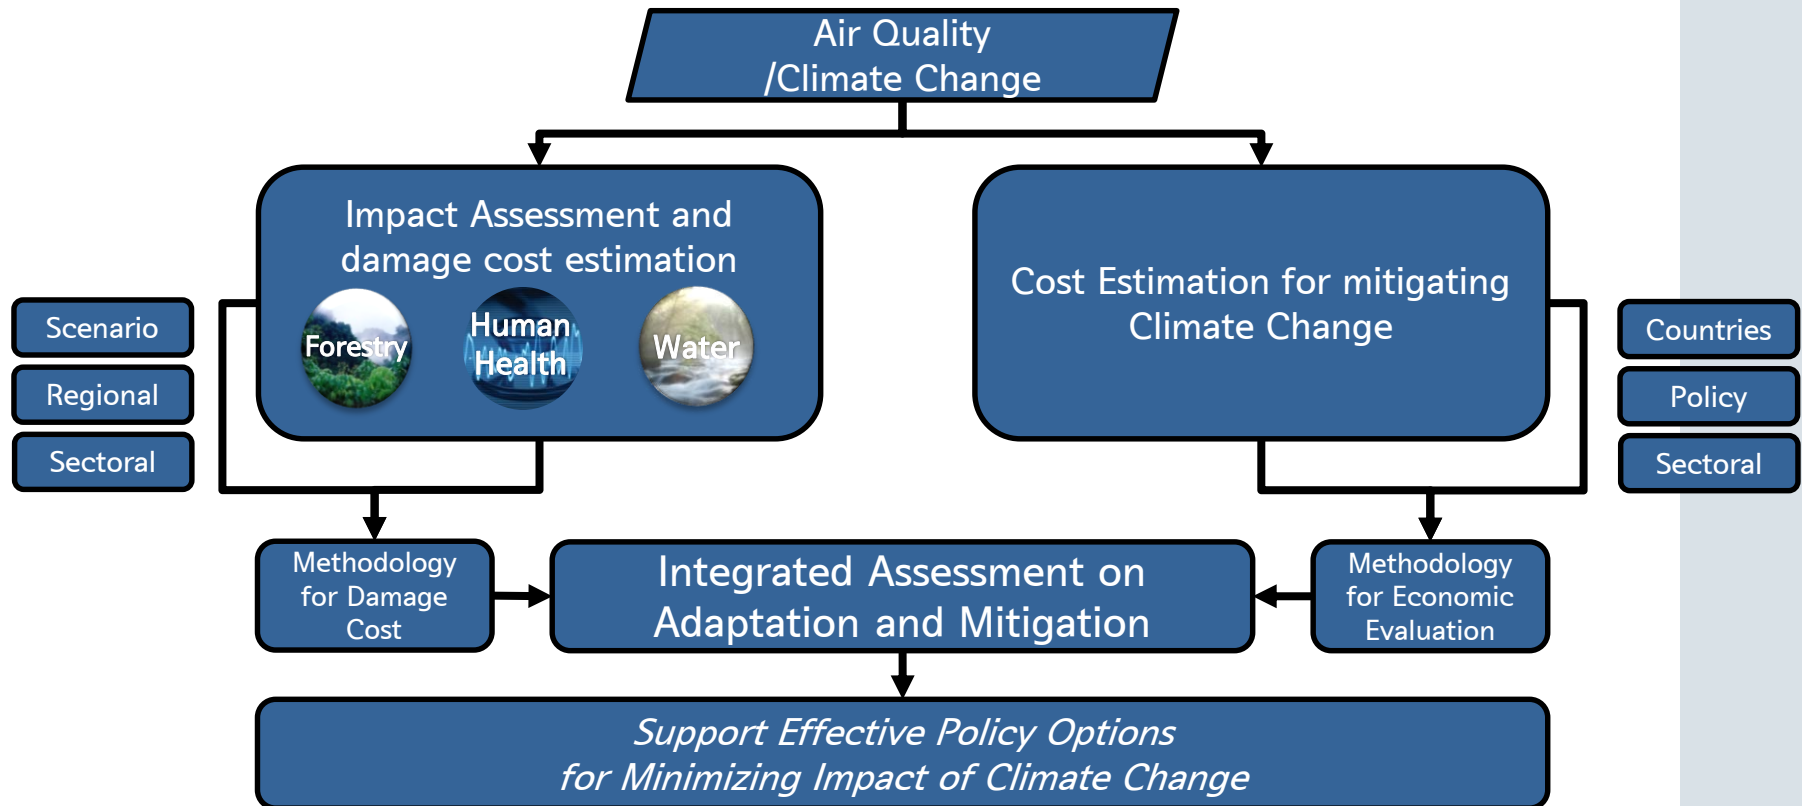 Air Quality
/Climate Change
Impact Assessment and
damage cost estimation
Forestry
Human
Health
Water
Cost Estimation for mitigating
Climate Change
Scenario
Regional
Sectoral
Countries
Policy
Sectoral
Methodology
for Damage
Cost
Integrated Assessment on
Adaptation and Mitigation
Methodology
for Economic
Evaluation
Support Effective Policy Options
for Minimizing Impact of Climate Change